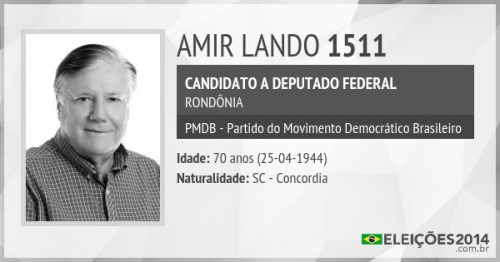 AMIR LANDO 1511
CANDIDATO A DEPUTADO FEDERAL
RONDÔNIA
PMDB - Partido do Movimento Democrático Brasileiro
Idade: 70 anos (25-04-1944)
Naturalidade: SC - Concordia
ELEIÇÕES2014
.com.br